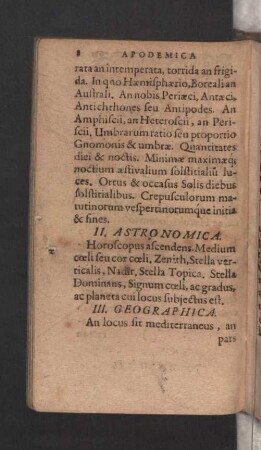 8 APODEMICA
rata an intemperata, torrida an frigi-
da. In quo Hæmisphærio, Boreali an
Australi. An nobis Periæci, Antæci,
Antichthones seu Antipodes. An
Amphiscii, an Heteroscii, an Peri-
scii, Umbrarum ratio seu proportio
Gnomonis & umbræ. Quantitates
diei & noctis. Minimæ maximæq;
noctium æstivalium solstitialiũ lu-
ces. Ortus & occasus Solis diebus
solstitialibus. Crepusculorum ma-
tutinorum vespertinorumque initia
& fines.
II. ASTRONOMICA.
Horoscopus ascendens. Medium
cœli seu cor cœli, Zenith, Stella ver-
ticalis, Nadir, Stella Topica. Stella
Dominans, Signum cœli, ac gradus,
ac planeta cui locus subjectus est.
III. GEOGRAPHICA.
An locus sit mediterraneus, an
pars